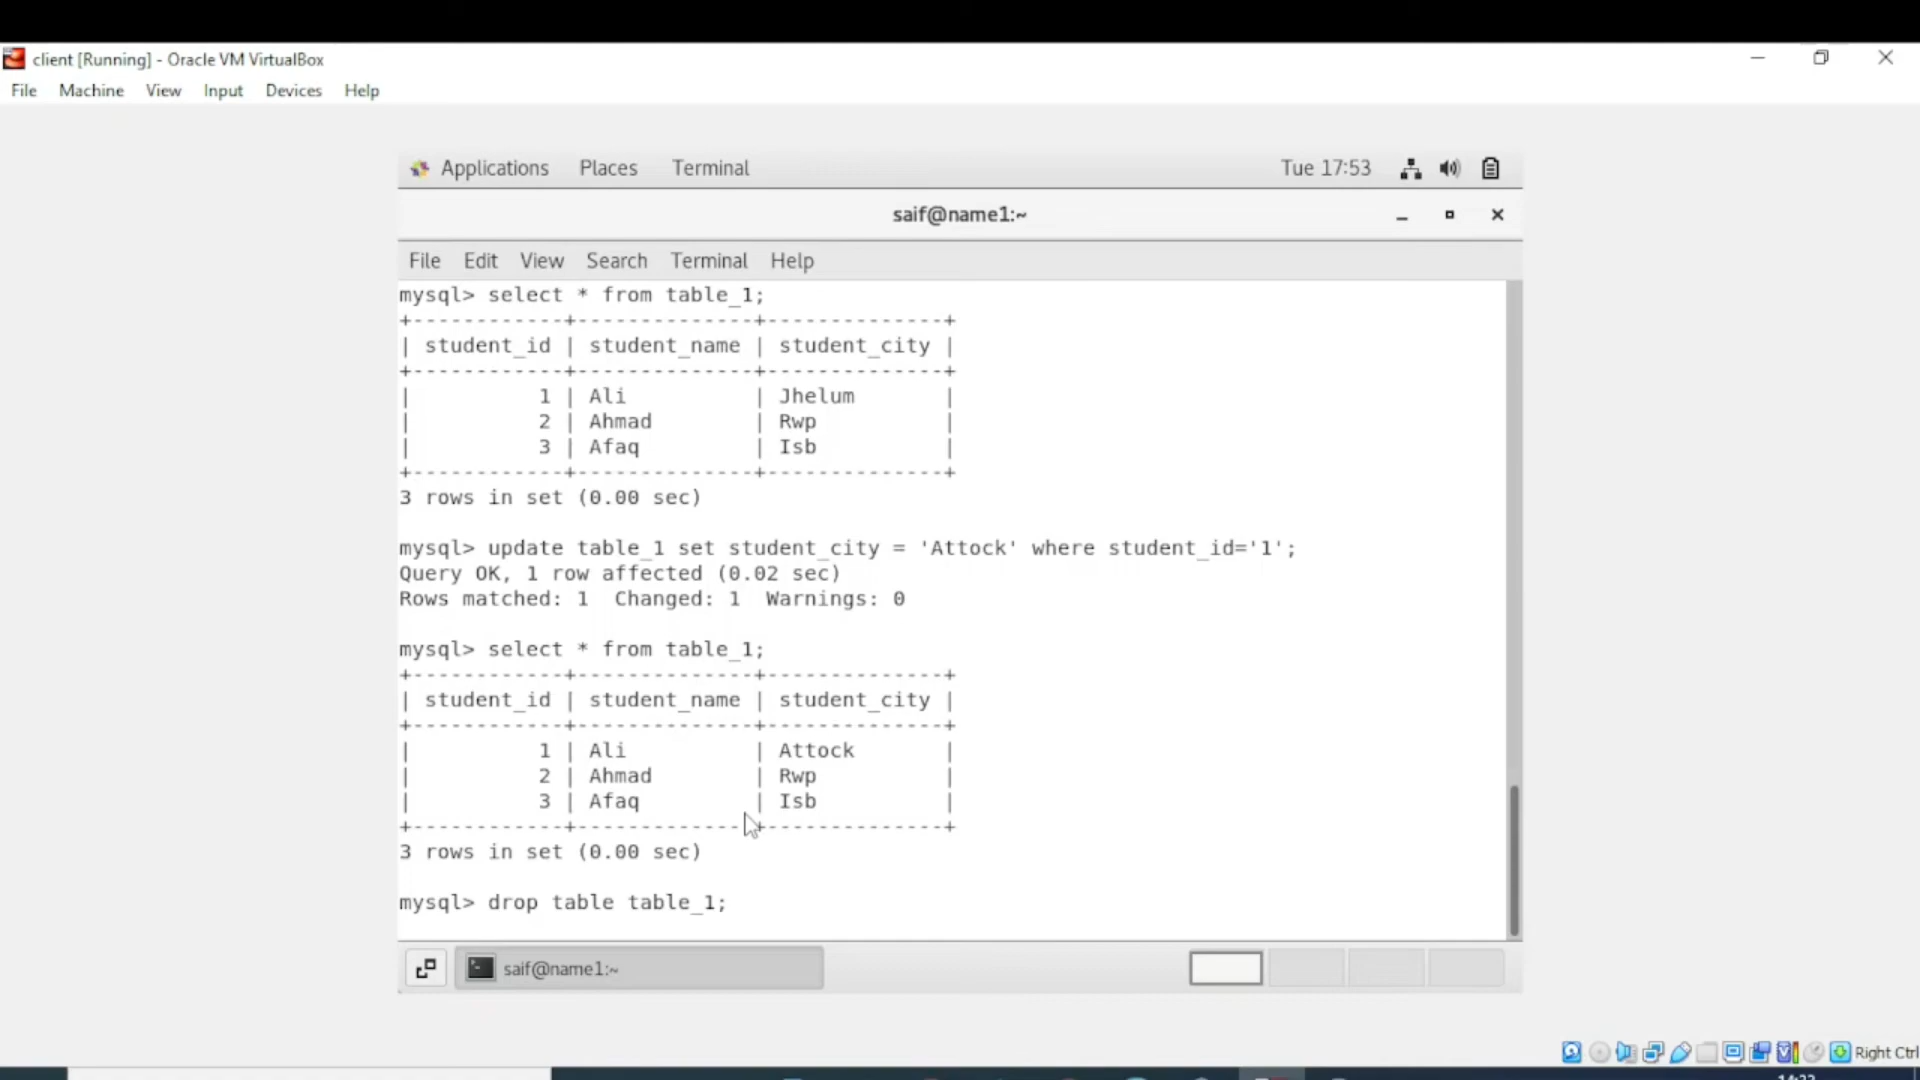 client [Running] - Oracle VM VirtualBox
File Machine View Input Devices Help
Applications Places Terminal Tue 17:53
saif@name1:~
File Edit View Search Terminal Help
mysql> select * from table_1;
+------------+--------------+--------------+
| student_id | student_name | student_city |
+------------+--------------+--------------+
| 1 | Ali | Jhelum |
| 2 | Ahmad | Rwp |
| 3 | Afaq | Isb |
+------------+--------------+--------------+
3 rows in set (0.00 sec)
mysql> update table_1 set student_city = 'Attock' where student_id='1';
Query OK, 1 row affected (0.02 sec)
Rows matched: 1 Changed: 1 Warnings: 0
mysql> select * from table_1;
+------------+--------------+--------------+
| student_id | student_name | student_city |
+------------+--------------+--------------+
| 1 | Ali | Attock |
| 2 | Ahmad | Rwp |
| 3 | Afaq | Isb |
+------------+--------------+--------------+
3 rows in set (0.00 sec)
mysql> drop table table_1;
saif@name1:~
Right Ctrl